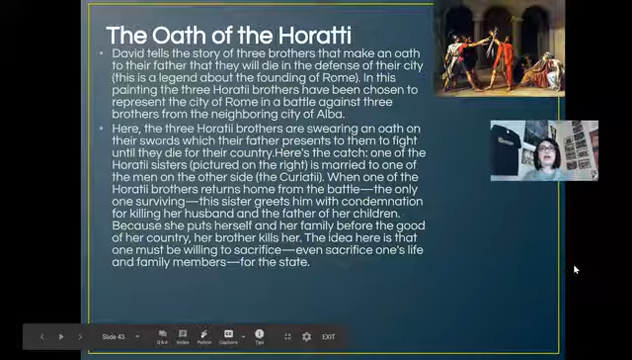 The Oath of the Horatti
David tells the story of three brothers that make an oath
to their father that they will die in the defense of their city
(this is a legend about the founding of Rome). In this
painting the three Horatii brothers have been chosen to
represent the city of Rome in a battle against three
brothers from the neighboring city of Alba.
Here, the three Horatii brothers are swearing an oath on
their swords which their father presents to them to fight
until they die for their country.Here's the catch: one of the
Horatii sisters (pictured on the right) is married to one of
the men on the other side (the Curiatii). When one of the
Horatii brothers returns home from the battle—the only
one surviving—this sister greets him with condemnation
for killing her husband and the father of her children.
Because she puts herself and her family before the good
of her country, her brother kills her. The idea here is that
one must be willing to sacrifice—even sacrifice one's life
and family members—for the state.
Slide 43
Q&A
Notes
Pointer
Captions
Tips
EXIT